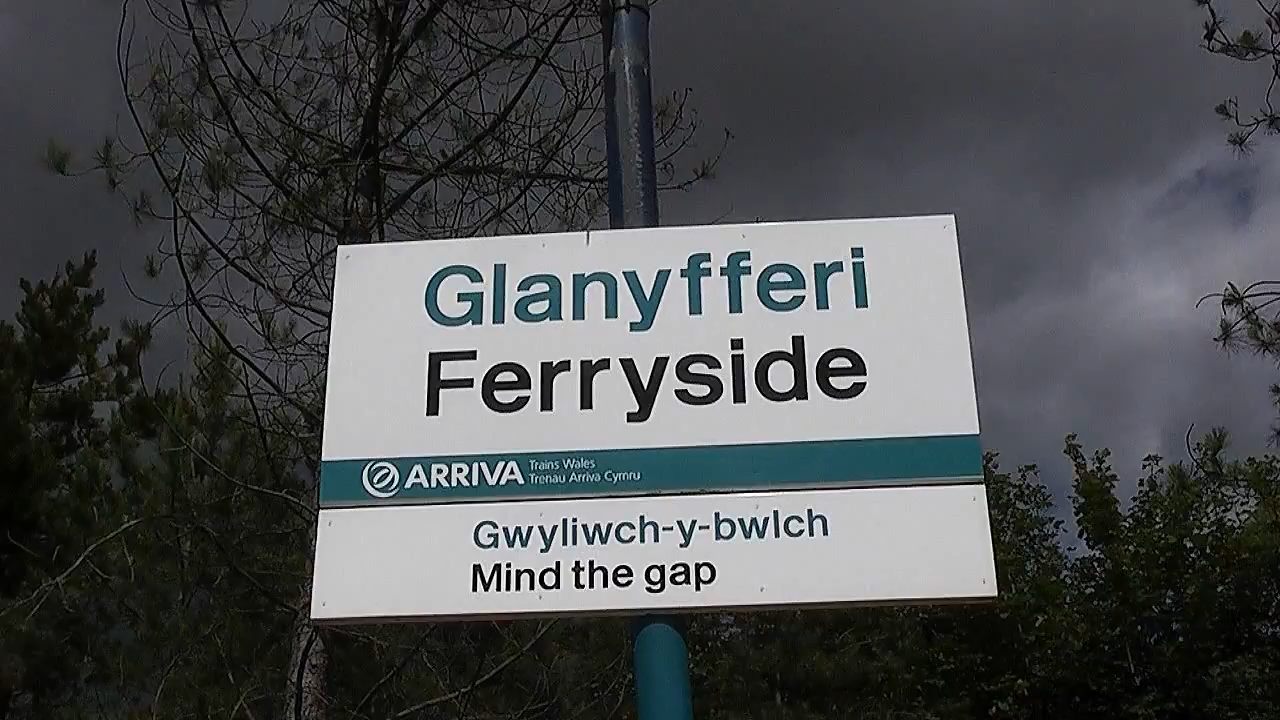 Glanyfferi
Ferryside
ARRIVA Trains Wales
Trenau Arriva Cymru
Gwyliwch-y-bwlch
Mind the gap